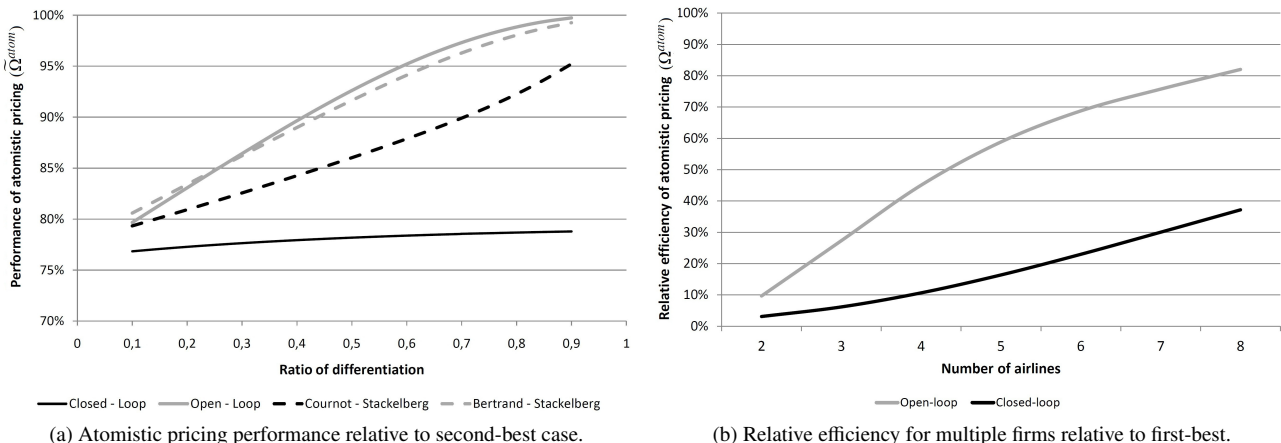 100%
95%
90%
85%
80%
75%
70%
Performance of atomistic pricing (Ω̃^atom)
0 0,1 0,2 0,3 0,4 0,5 0,6 0,7 0,8 0,9 1
Ratio of differentiation
Closed - Loop Open - Loop Cournot - Stackelberg Bertrand - Stackelberg
(a) Atomistic pricing performance relative to second-best case.
100%
90%
80%
70%
60%
50%
40%
30%
20%
10%
0%
Relative efficiency of atomistic pricing (Ω^atom)
2 3 4 5 6 7 8
Number of airlines
Open-loop Closed-loop
(b) Relative efficiency for multiple firms relative to first-best.